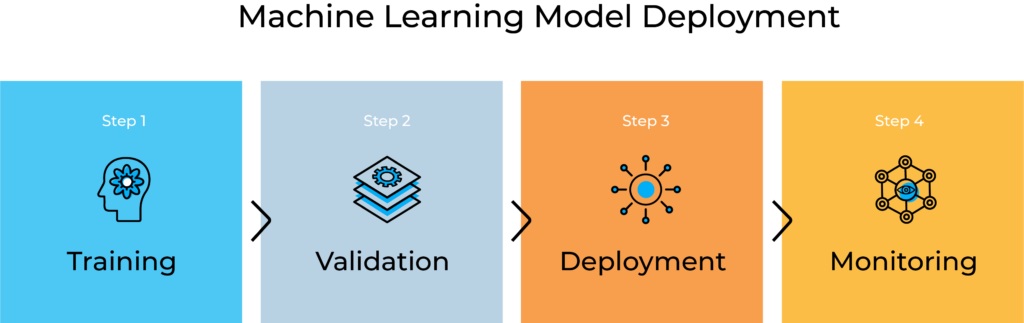 Machine Learning Model Deployment
Step 1
Training
Step 2
Validation
Step 3
Deployment
Step 4
Monitoring